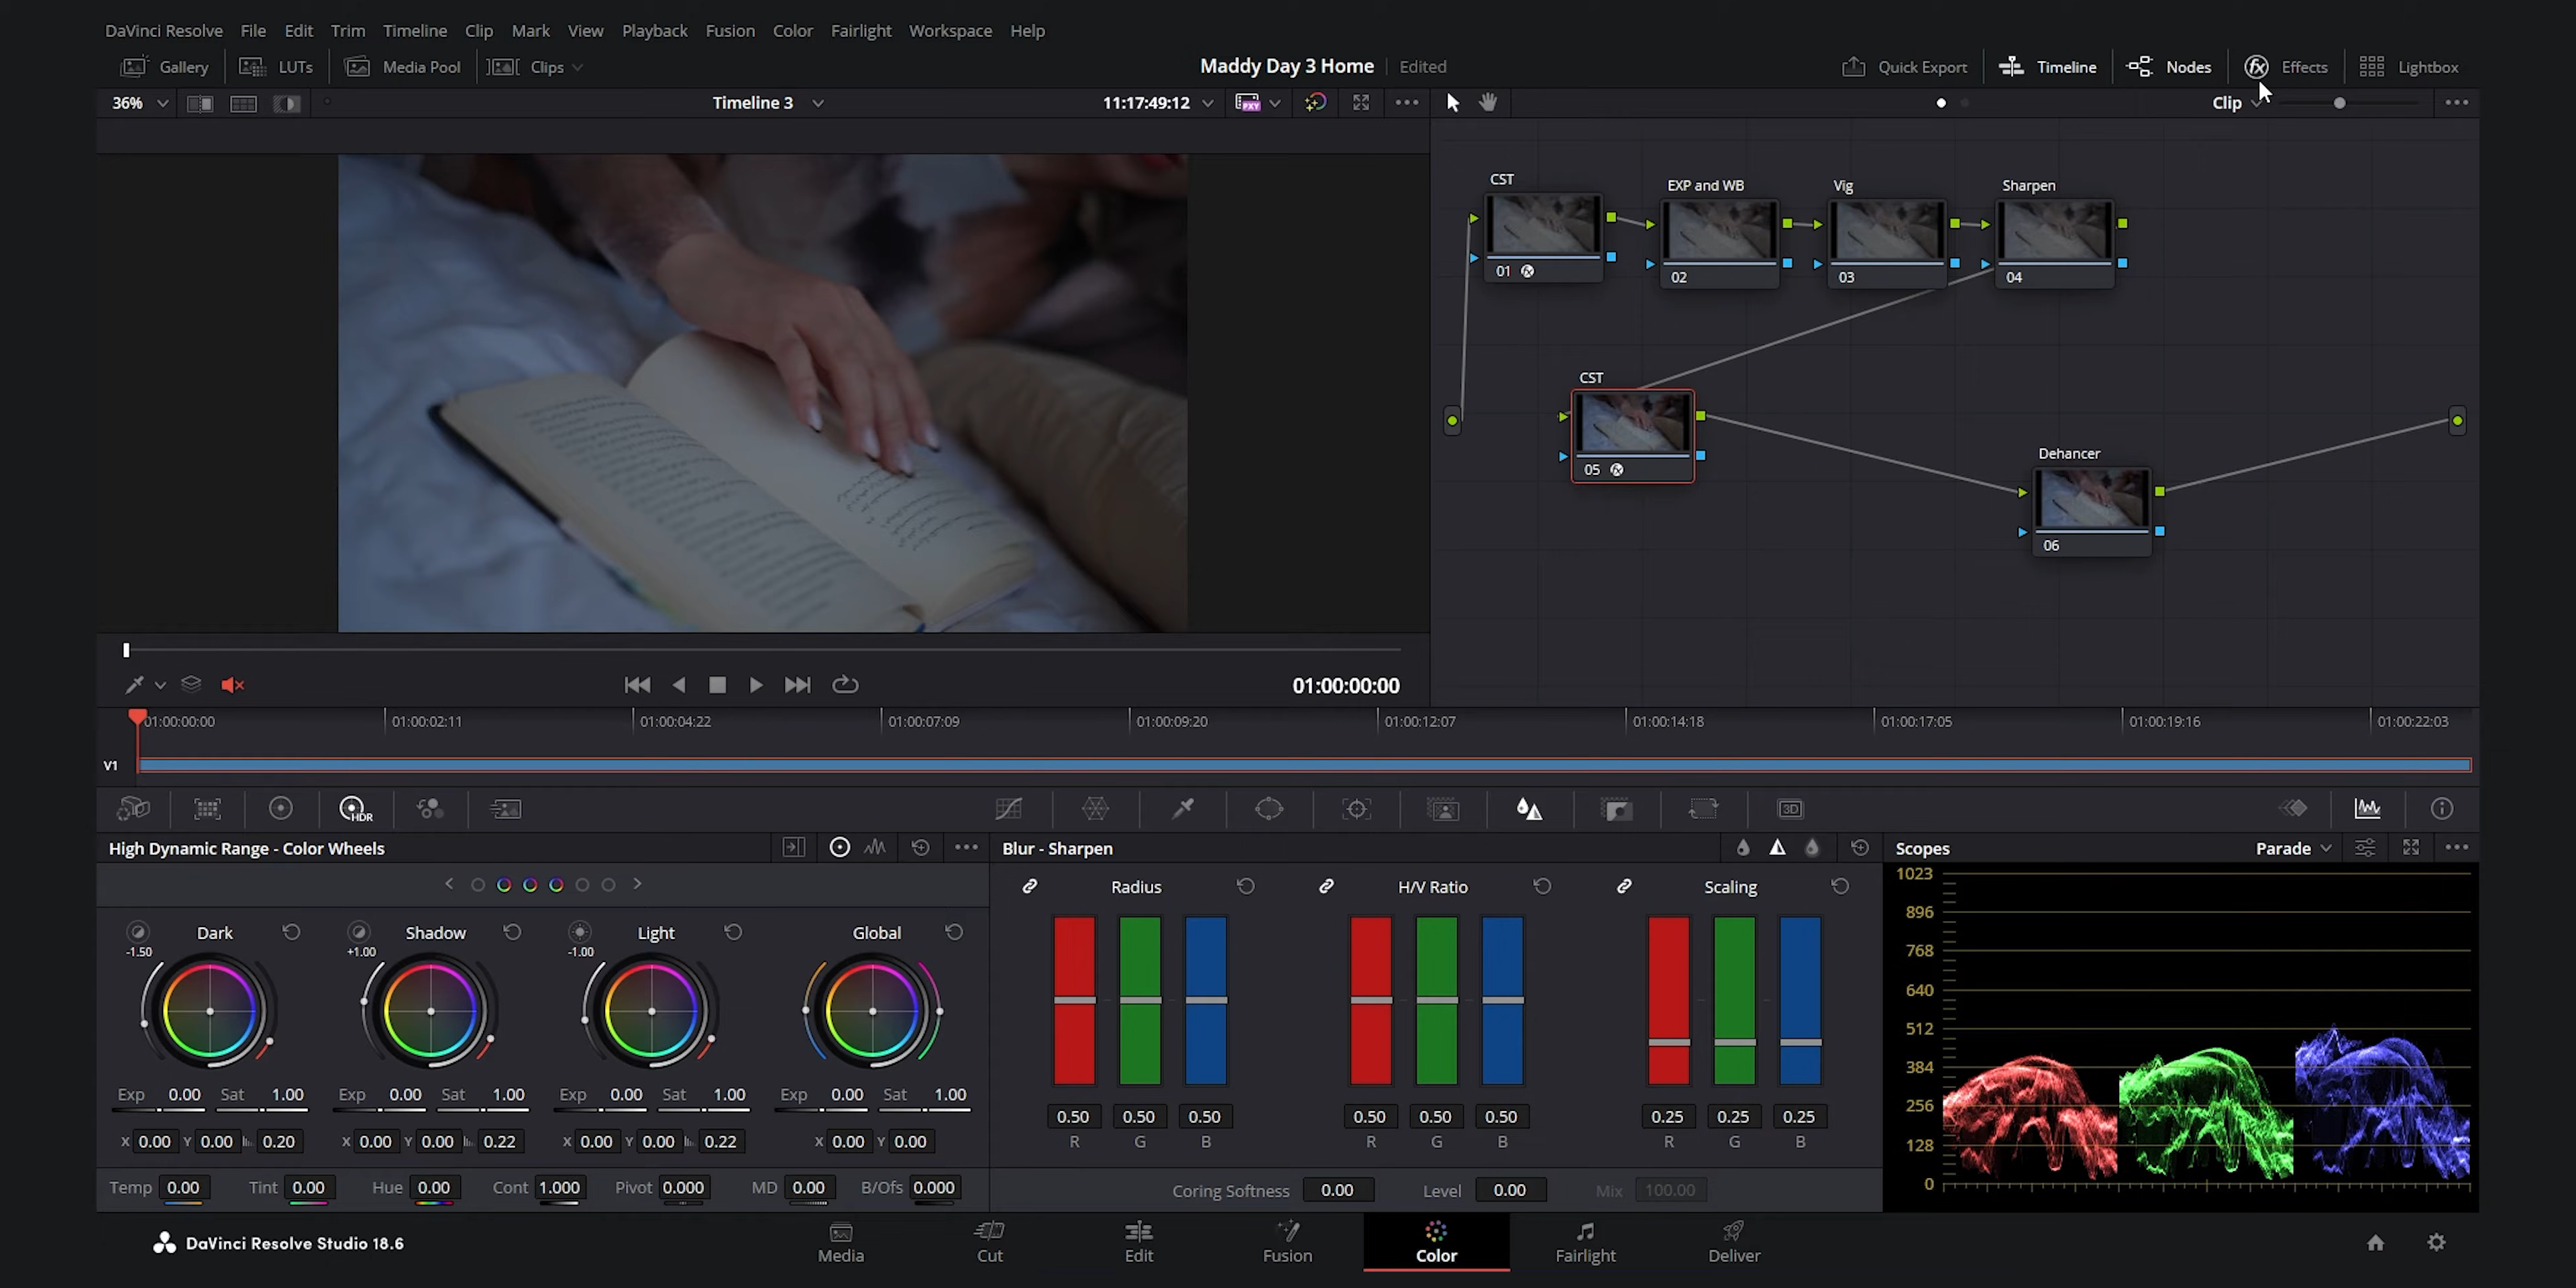 DaVinci Resolve File Edit Trim Timeline Clip Mark View Playback Fusion Color Fairlight Workspace Help
Gallery LUTs Media Pool Clips Maddy Day 3 Home Edited Quick Export Timeline Nodes Effects Lightbox
36% Timeline 3 11:17:49:12 PXY Clip
CST EXP and WB Vig Sharpen
01 02 03 04
CST
05
Dehancer
06
01:00:00:00
01:00:00:00 01:00:02:11 01:00:04:22 01:00:07:09 01:00:09:20 01:00:12:07 01:00:14:18 01:00:17:05 01:00:19:16 01:00:22:03
V1
HDR 3D
High Dynamic Range - Color Wheels Blur - Sharpen Scopes Parade
Dark Shadow Light Global
-1.50 +1.00 -1.00
Exp 0.00 Sat 1.00 Exp 0.00 Sat 1.00 Exp 0.00 Sat 1.00 Exp 0.00 Sat 1.00
X 0.00 Y 0.00 0.20 X 0.00 Y 0.00 0.22 X 0.00 Y 0.00 0.22 X 0.00 Y 0.00
Temp 0.00 Tint 0.00 Hue 0.00 Cont 1.000 Pivot 0.000 MD 0.00 B/Ofs 0.000
Radius H/V Ratio Scaling
0.50 0.50 0.50 0.50 0.50 0.50 0.25 0.25 0.25
R G B R G B R G B
Coring Softness 0.00 Level 0.00 Mix 100.00
1023
896
768
640
512
384
256
128
0
DaVinci Resolve Studio 18.6 Media Cut Edit Fusion Color Fairlight Deliver